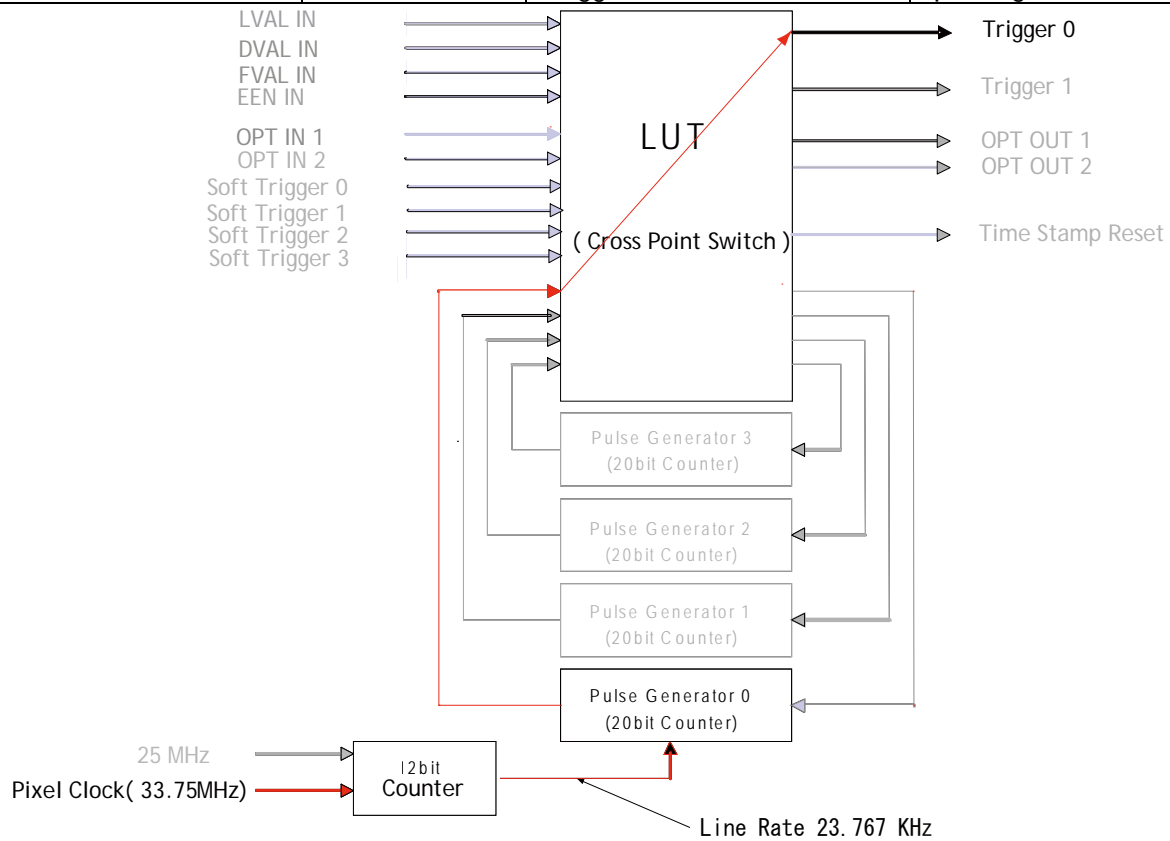 LVAL IN
DVAL IN
FVAL IN
EEN IN
OPT IN 1
OPT IN 2
Soft Trigger 0
Soft Trigger 1
Soft Trigger 2
Soft Trigger 3
LUT
( Cross Point Switch )
Trigger 0
Trigger 1
OPT OUT 1
OPT OUT 2
Time Stamp Reset
Pulse Generator 3
(20bit Counter)
Pulse Generator 2
(20bit Counter)
Pulse Generator 1
(20bit Counter)
Pulse Generator 0
(20bit Counter)
25 MHz
Pixel Clock( 33.75MHz)
12bit
Counter
Line Rate 23.767 KHz